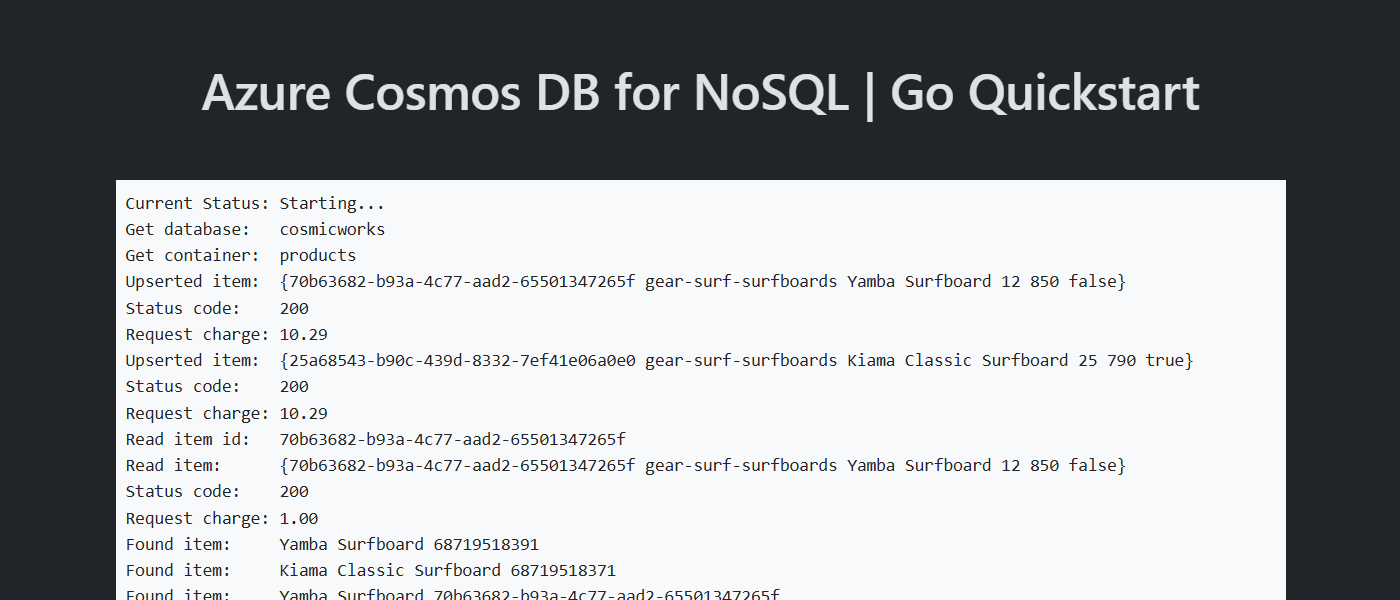 Azure Cosmos DB for NoSQL | Go Quickstart
Current Status: Starting...
Get database:   cosmicworks
Get container:  products
Upserted item:  {70b63682-b93a-4c77-aad2-65501347265f gear-surf-surfboards Yamba Surfboard 12 850 false}
Status code:    200
Request charge: 10.29
Upserted item:  {25a68543-b90c-439d-8332-7ef41e06a0e0 gear-surf-surfboards Kiama Classic Surfboard 25 790 true}
Status code:    200
Request charge: 10.29
Read item id:   70b63682-b93a-4c77-aad2-65501347265f
Read item:      {70b63682-b93a-4c77-aad2-65501347265f gear-surf-surfboards Yamba Surfboard 12 850 false}
Status code:    200
Request charge: 1.00
Found item:     Yamba Surfboard 68719518391
Found item:     Kiama Classic Surfboard 68719518371
Found item:     Yamba Surfboard 70b63682-b93a-4c77-aad2-65501347265f